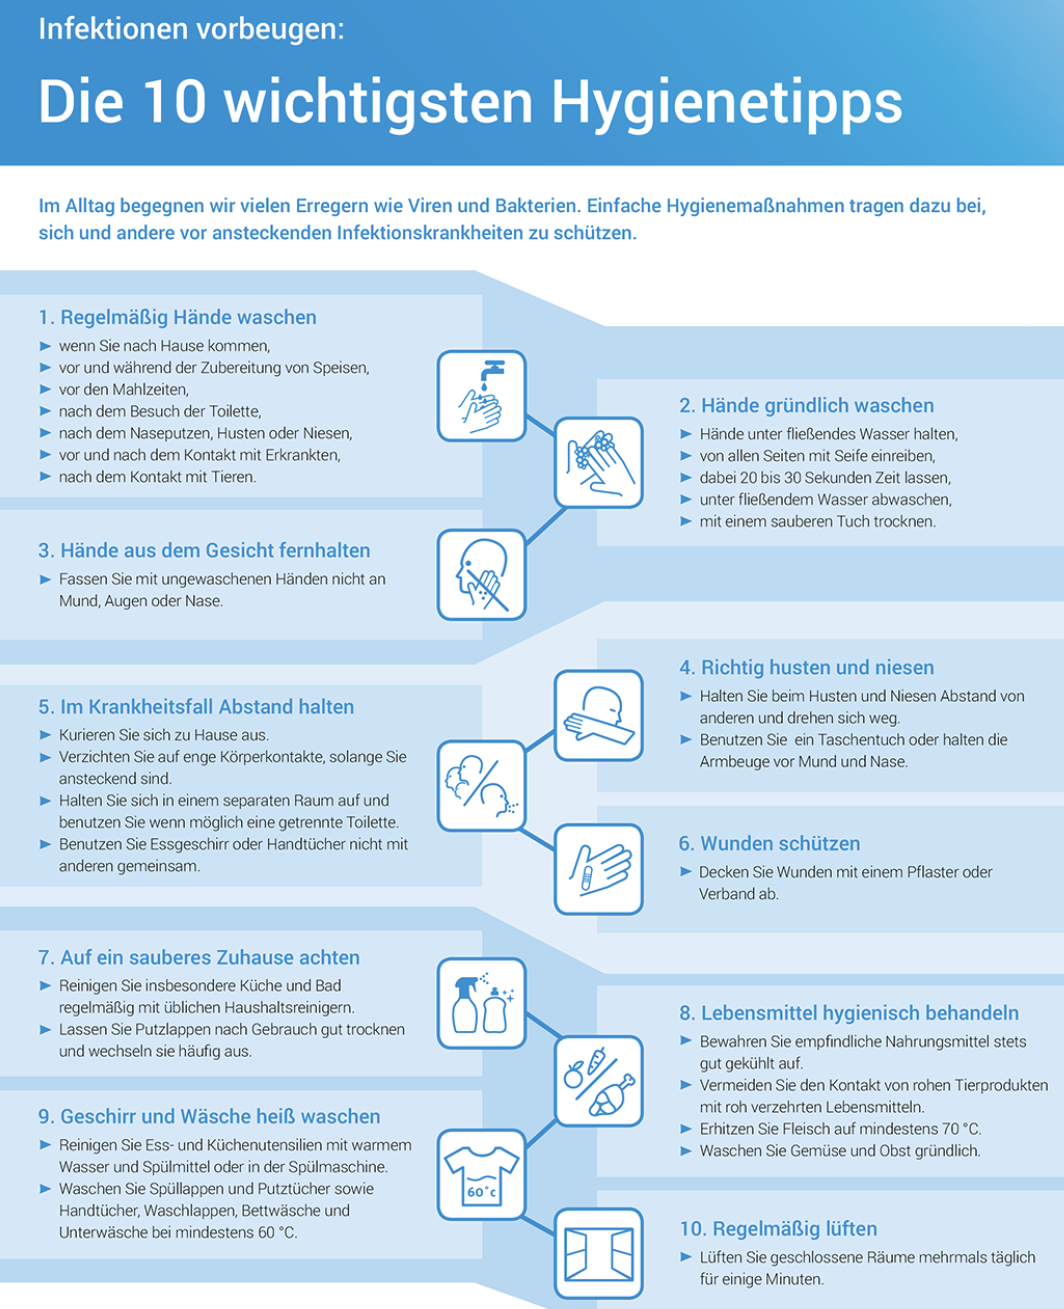 Infektionen vorbeugen:
Die 10 wichtigsten Hygienetipps
Im Alltag begegnen wir vielen Erregern wie Viren und Bakterien. Einfache Hygienemaßnahmen tragen dazu bei,
sich und andere vor ansteckenden Infektionskrankheiten zu schützen.
1. Regelmäßig Hände waschen
► wenn Sie nach Hause kommen,
► vor und während der Zubereitung von Speisen,
► vor den Mahlzeiten,
► nach dem Besuch der Toilette,
► nach dem Naseputzen, Husten oder Niesen,
► vor und nach dem Kontakt mit Erkrankten,
► nach dem Kontakt mit Tieren.
2. Hände gründlich waschen
► Hände unter fließendes Wasser halten,
► von allen Seiten mit Seife einreiben,
► dabei 20 bis 30 Sekunden Zeit lassen,
► unter fließendem Wasser abwaschen,
► mit einem sauberen Tuch trocknen.
3. Hände aus dem Gesicht fernhalten
► Fassen Sie mit ungewaschenen Händen nicht an
Mund, Augen oder Nase.
4. Richtig husten und niesen
► Halten Sie beim Husten und Niesen Abstand von
anderen und drehen sich weg.
► Benutzen Sie ein Taschentuch oder halten die
Armbeuge vor Mund und Nase.
5. Im Krankheitsfall Abstand halten
► Kurieren Sie sich zu Hause aus.
► Verzichten Sie auf enge Körperkontakte, solange Sie
ansteckend sind.
► Halten Sie sich in einem separaten Raum auf und
benutzen Sie wenn möglich eine getrennte Toilette.
► Benutzen Sie Essgeschirr oder Handtücher nicht mit
anderen gemeinsam.
6. Wunden schützen
► Decken Sie Wunden mit einem Pflaster oder
Verband ab.
7. Auf ein sauberes Zuhause achten
► Reinigen Sie insbesondere Küche und Bad
regelmäßig mit üblichen Haushaltsreinigern.
► Lassen Sie Putzlappen nach Gebrauch gut trocknen
und wechseln sie häufig aus.
8. Lebensmittel hygienisch behandeln
► Bewahren Sie empfindliche Nahrungsmittel stets
gut gekühlt auf.
► Vermeiden Sie den Kontakt von rohen Tierprodukten
mit roh verzehrten Lebensmitteln.
► Erhitzen Sie Fleisch auf mindestens 70 °C.
► Waschen Sie Gemüse und Obst gründlich.
9. Geschirr und Wäsche heiß waschen
► Reinigen Sie Ess- und Küchenutensilien mit warmem
Wasser und Spülmittel oder in der Spülmaschine.
► Waschen Sie Spüllappen und Putztücher sowie
Handtücher, Waschlappen, Bettwäsche und
Unterwäsche bei mindestens 60 °C.
60°c
10. Regelmäßig lüften
► Lüften Sie geschlossene Räume mehrmals täglich
für einige Minuten.